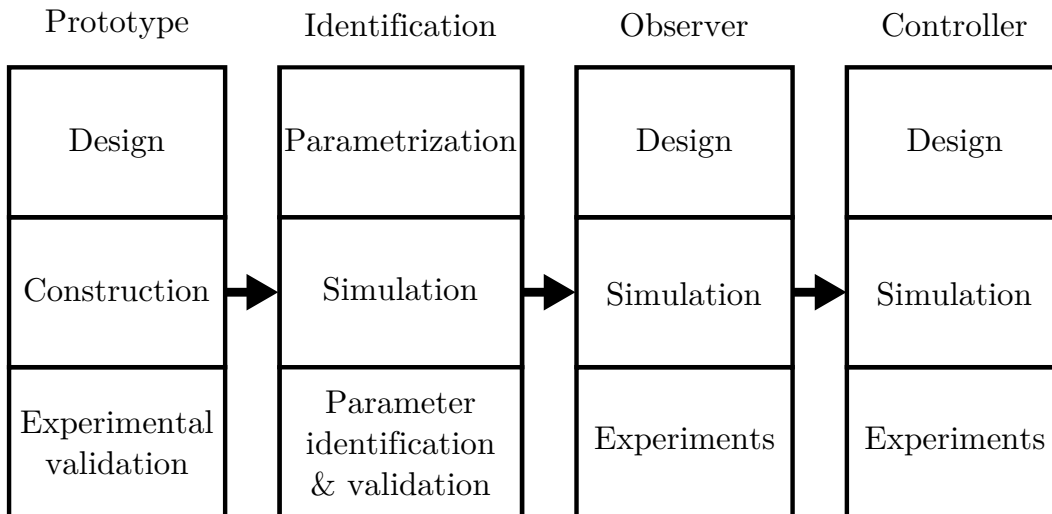 Prototype
Identification
Observer
Controller
Design
Parametrization
Design
Design
Construction
Simulation
Simulation
Simulation
Experimental
validation
Parameter
identification
& validation
Experiments
Experiments